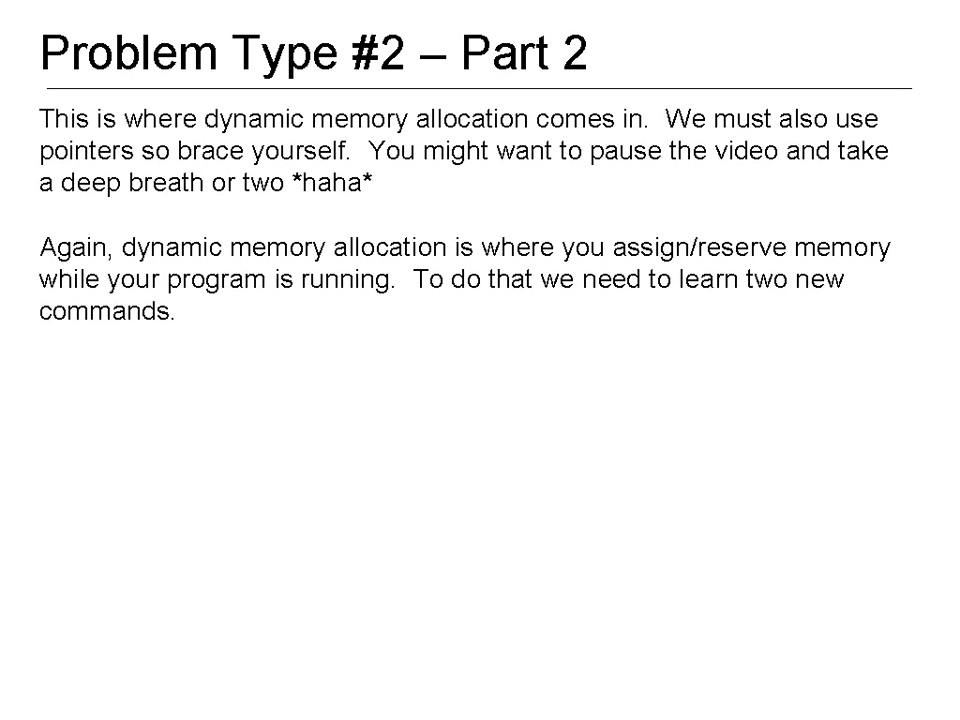 Problem Type #2 – Part 2
This is where dynamic memory allocation comes in. We must also use
pointers so brace yourself. You might want to pause the video and take
a deep breath or two *haha*
Again, dynamic memory allocation is where you assign/reserve memory
while your program is running. To do that we need to learn two new
commands.